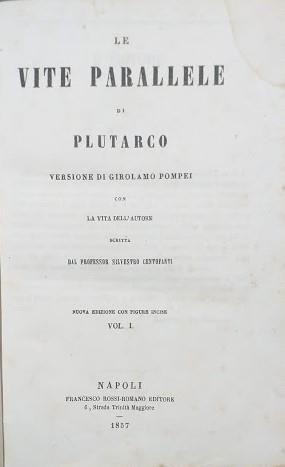 LE
VITE PARALLELE
DI
PLUTARCO
VERSIONE DI GIROLAMO POMPEI
CON
LA VITA DELL'AUTORE
SCRITTA
DAL PROFESSOR SILVESTRO CENTOFANTI
NUOVA EDIZIONE CON FIGURE INCISE
VOL. I.
NAPOLI
FRANCESCO ROSSI-ROMANO EDITORE
6, Strada Trinità Maggiore
1857